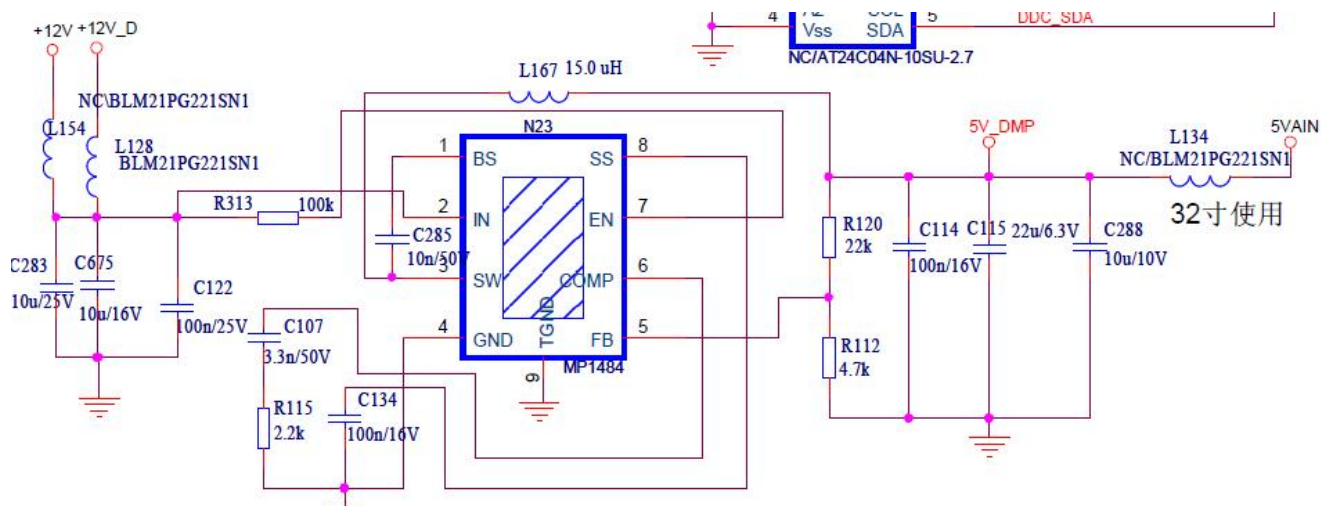 4
Vss
SDA
5
DDC_SDA
NC/AT24C04N-10SU-2.7
+12V
+12V_D
L167
15.0 uH
NC\BLM21PG221SN1
L154
L128
BLM21PG221SN1
N23
5V_DMP
L134
5VAIN
NC/BLM21PG221SN1
32寸使用
1
BS
SS
8
R313
100k
2
IN
EN
7
C285
10n/50V
3
SW
COMP
6
4
GND
TGND
FB
5
MP1484
9
R120
22k
C114
100n/16V
C115
22u/6.3V
C288
10u/10V
R112
4.7k
C283
10u/25V
C675
10u/16V
C122
100n/25V
C107
3.3n/50V
R115
2.2k
C134
100n/16V